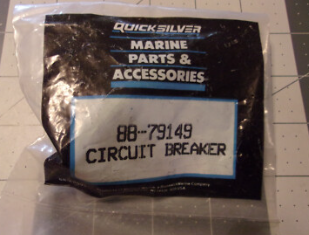 QUICKSILVER
MARINE
PARTS &
ACCESSORIES
88-79149
CIRCUIT BREAKER